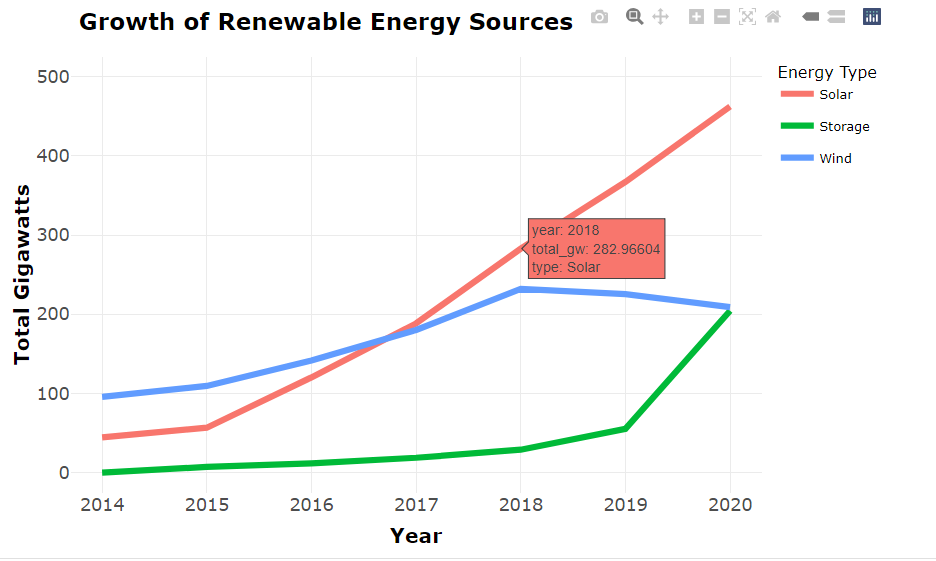 Growth of Renewable Energy Sources
Energy Type
Solar
Storage
Wind
500
400
300
200
100
0
Total Gigawatts
year: 2018
total_gw: 282.96604
type: Solar
2014 2015 2016 2017 2018 2019 2020
Year